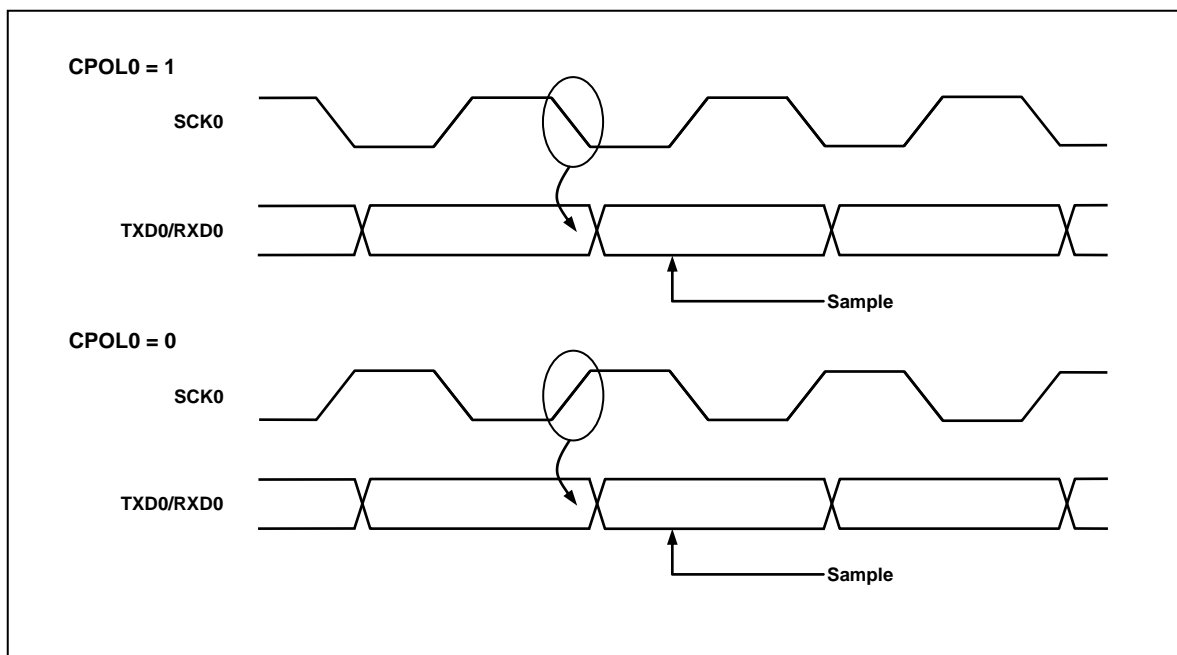 CPOL0 = 1
SCK0
TXD0/RXD0
Sample
CPOL0 = 0
SCK0
TXD0/RXD0
Sample